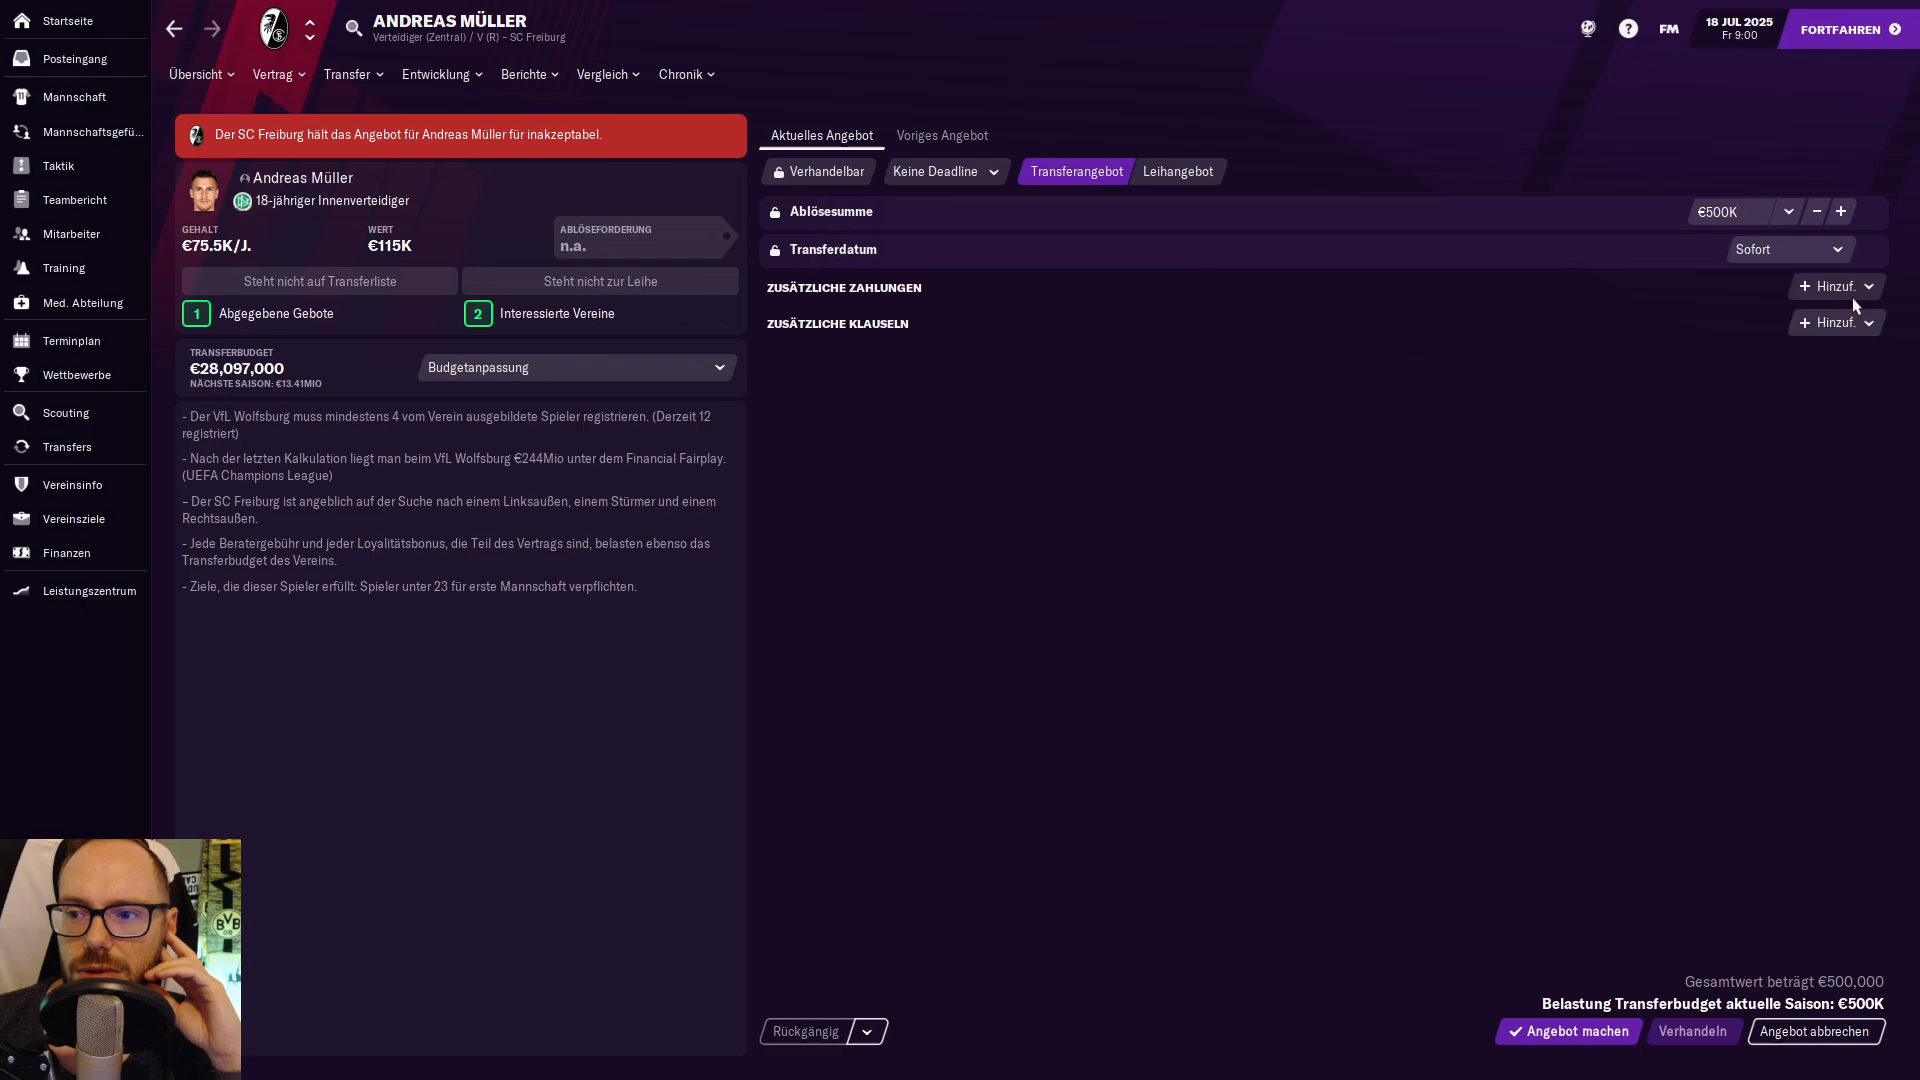 Startseite
Posteingang
Mannschaft
Mannschaftsgefü...
Taktik
Teambericht
Mitarbeiter
Training
Med. Abteilung
Terminplan
Wettbewerbe
Scouting
Transfers
Vereinsinfo
Vereinsziele
Finanzen
Leistungszentrum
ANDREAS MÜLLER
Verteidiger (Zentral) / V (R) – SC Freiburg
FM
18 JUL 2025
Fr 9:00
FORTFAHREN
Übersicht Vertrag Transfer Entwicklung Berichte Vergleich Chronik
Der SC Freiburg hält das Angebot für Andreas Müller für inakzeptabel.
Andreas Müller
18-jähriger Innenverteidiger
GEHALT
€75.5K/J.
WERT
€115K
ABLÖSEFORDERUNG
n.a.
Steht nicht auf Transferliste
Steht nicht zur Leihe
1 Abgegebene Gebote
2 Interessierte Vereine
TRANSFERBUDGET
€28,097,000
NÄCHSTE SAISON: €13.41MIO
Budgetanpassung
- Der VfL Wolfsburg muss mindestens 4 vom Verein ausgebildete Spieler registrieren. (Derzeit 12
registriert)
- Nach der letzten Kalkulation liegt man beim VfL Wolfsburg €244Mio unter dem Financial Fairplay.
(UEFA Champions League)
– Der SC Freiburg ist angeblich auf der Suche nach einem Linksaußen, einem Stürmer und einem
Rechtsaußen.
- Jede Beratergebühr und jeder Loyalitätsbonus, die Teil des Vertrags sind, belasten ebenso das
Transferbudget des Vereins.
- Ziele, die dieser Spieler erfüllt: Spieler unter 23 für erste Mannschaft verpflichten.
Aktuelles Angebot
Voriges Angebot
Verhandelbar
Keine Deadline
Transferangebot
Leihangebot
Ablösesumme
€500K
Transferdatum
Sofort
ZUSÄTZLICHE ZAHLUNGEN
+ Hinzuf.
ZUSÄTZLICHE KLAUSELN
+ Hinzuf.
Gesamtwert beträgt €500,000
Belastung Transferbudget aktuelle Saison: €500K
Rückgängig
Angebot machen
Verhandeln
Angebot abbrechen
BVB
09